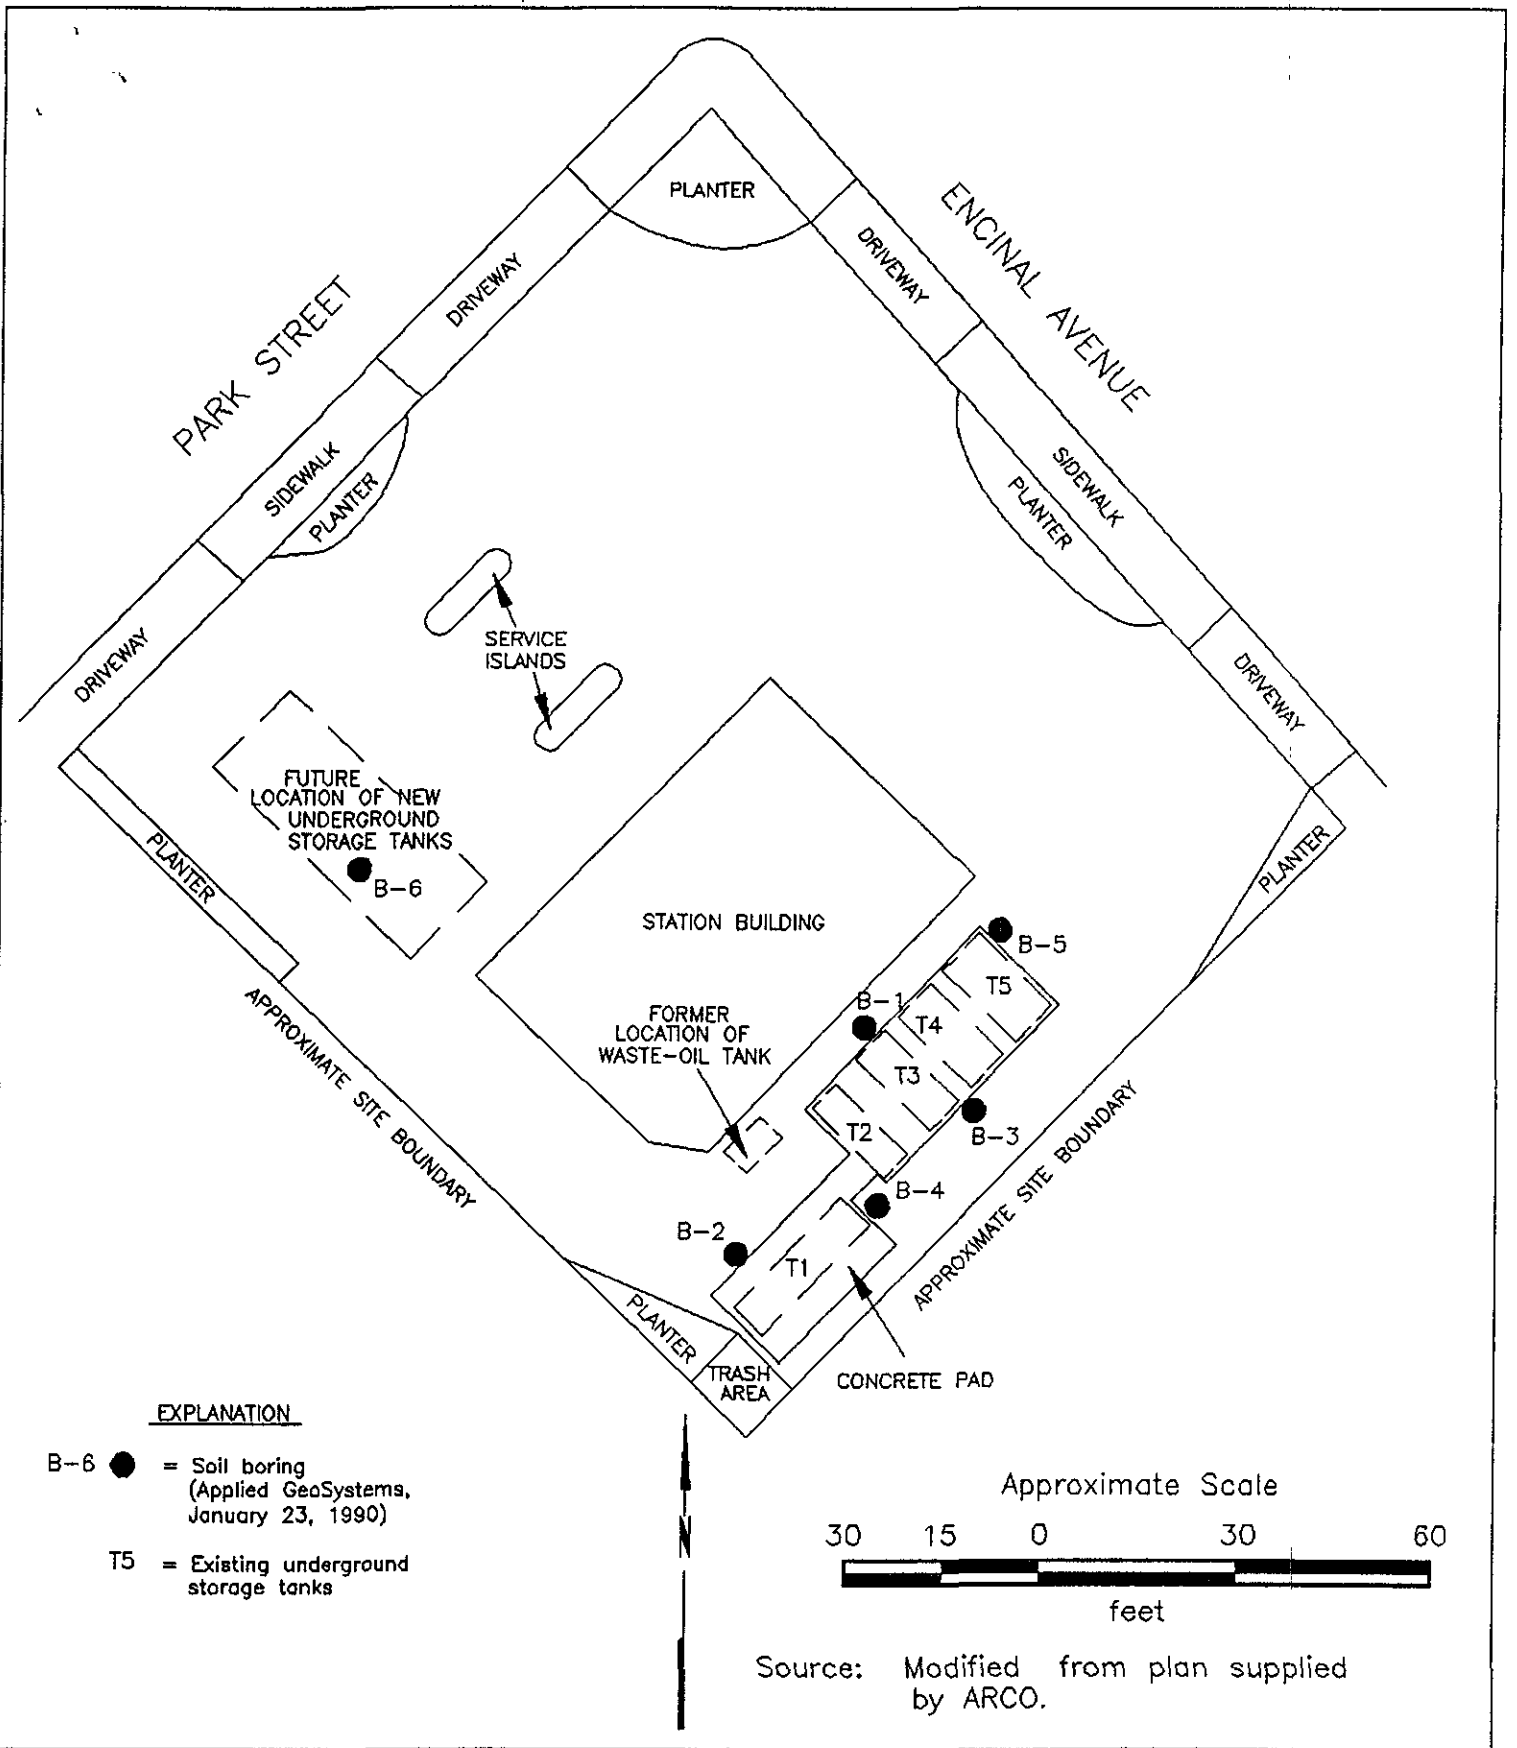 PLANTER
ENCINAL AVENUE
DRIVEWAY
DRIVEWAY
PARK STREET
SIDEWALK
PLANTER
SIDEWALK
PLANTER
SERVICE
ISLANDS
DRIVEWAY
DRIVEWAY
FUTURE
LOCATION OF NEW
UNDERGROUND
STORAGE TANKS
B-6
PLANTER
PLANTER
STATION BUILDING
B-5
T5
B-1
T4
FORMER
LOCATION OF
WASTE-OIL TANK
T3
T2
B-3
APPROXIMATE SITE BOUNDARY
APPROXIMATE SITE BOUNDARY
B-4
B-2
T1
PLANTER
TRASH
AREA
CONCRETE PAD
EXPLANATION
B-6 = Soil boring
(Applied GeoSystems,
January 23, 1990)
T5 = Existing underground
storage tanks
N
Approximate Scale
30 15 0 30 60
feet
Source: Modified from plan supplied
by ARCO.